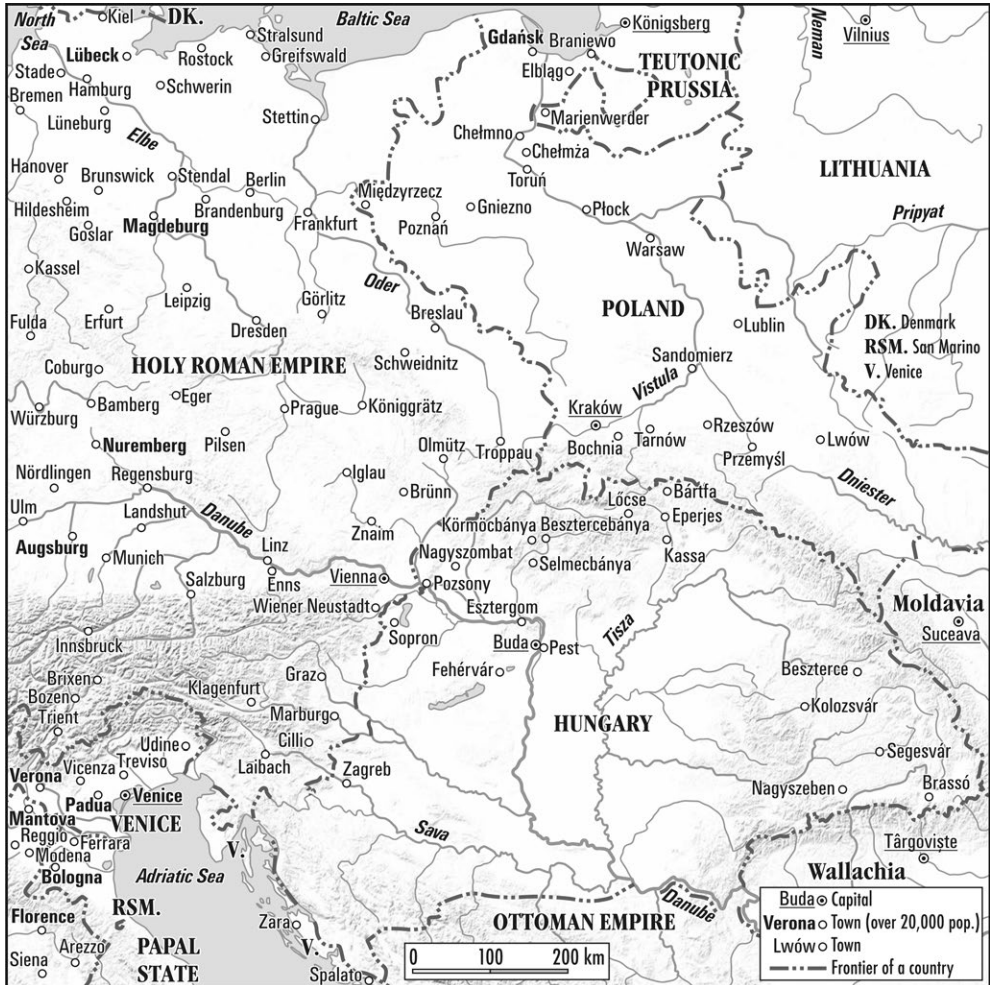 North
Sea
Kiel
DK.
Baltic Sea
Stralsund
Königsberg
Neman
Vilnius
Lübeck
Rostock
Greifswald
Gdańsk
Braniewo
TEUTONIC
PRUSSIA
Stade
Hamburg
Schwerin
Elbląg
Bremen
Lüneburg
Stettin
Marienwerder
Elbe
Chełmno
Chełmża
LITHUANIA
Hanover
Brunswick
Stendal
Berlin
Międzyrzecz
Toruń
Hildesheim
Brandenburg
Gniezno
Płock
Pripyat
Goslar
Magdeburg
Frankfurt
Poznań
Warsaw
Kassel
Leipzig
Görlitz
Oder
Breslau
POLAND
Lublin
DK. Denmark
RSM. San Marino
V. Venice
Fulda
Erfurt
Dresden
Coburg
HOLY ROMAN EMPIRE
Schweidnitz
Sandomierz
Vistula
Würzburg
Bamberg
Eger
Prague
Königgrätz
Kraków
Rzeszów
Nuremberg
Pilsen
Olmütz
Troppau
Bochnia
Tarnów
Przemyśl
Lwów
Nördlingen
Regensburg
Iglau
Brünn
Lőcse
Bártfa
Dniester
Ulm
Landshut
Danube
Znaim
Körmöcbánya
Besztercebánya
Eperjes
Augsburg
Munich
Linz
Enns
Nagyszombat
Selmecbánya
Kassa
Salzburg
Vienna
Pozsony
Wiener Neustadt
Esztergom
Tisza
Moldavia
Suceava
Innsbruck
Sopron
Buda
Pest
Brixen
Bozen
Graz
Fehérvár
Beszterce
Trient
Klagenfurt
Marburg
HUNGARY
Kolozsvár
Udine
Cilli
Treviso
Laibach
Zagreb
Segesvár
Verona
Vicenza
Nagyszeben
Brassó
Padua
Venice
Mantova
VENICE
Sava
Reggio
Ferrara
V.
Târgoviște
Modena
Bologna
Adriatic Sea
Wallachia
Danube
RSM.
Florence
Zara
V.
OTTOMAN EMPIRE
Arezzo
PAPAL
STATE
Siena
Spalato
0 100 200 km
Buda Capital
Verona Town (over 20,000 pop.)
Lwów Town
Frontier of a country